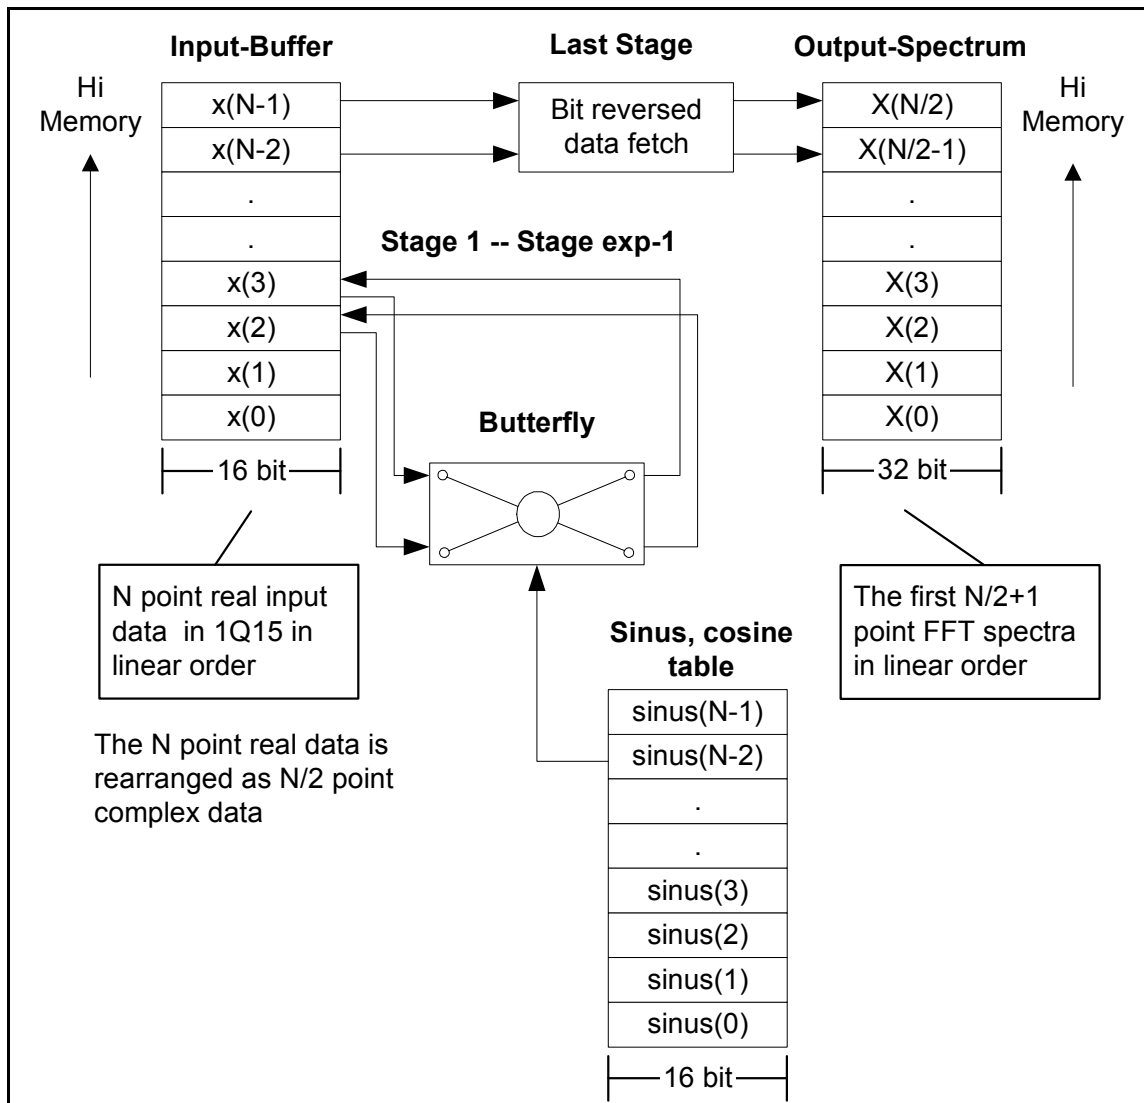 Input-Buffer
Last Stage
Output-Spectrum
Hi
Memory
x(N-1)
x(N-2)
.
.
x(3)
x(2)
x(1)
x(0)
16 bit
Bit reversed
data fetch
X(N/2)
X(N/2-1)
.
.
X(3)
X(2)
X(1)
X(0)
32 bit
Hi
Memory
Stage 1 -- Stage exp-1
Butterfly
N point real input
data in 1Q15 in
linear order
The N point real data is
rearranged as N/2 point
complex data
The first N/2+1
point FFT spectra
in linear order
Sinus, cosine
table
sinus(N-1)
sinus(N-2)
.
.
sinus(3)
sinus(2)
sinus(1)
sinus(0)
16 bit